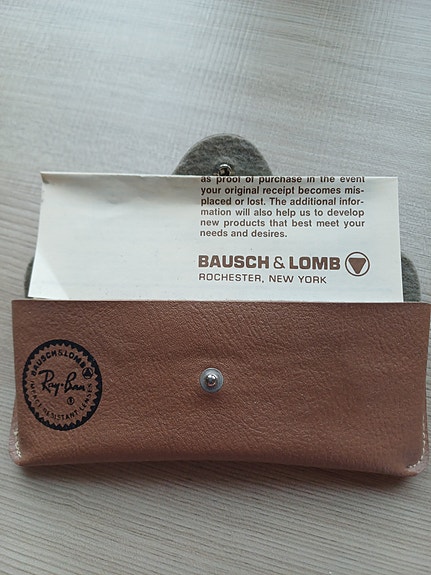 as proof of purchase in the event
your original receipt becomes mis-
placed or lost. The additional infor-
mation will also help us to develop
new products that best meet your
needs and desires.
BAUSCH & LOMB
ROCHESTER, NEW YORK
BAUSCH & LOMB
Ray-Ban
IMPACT RESISTANT LENSES